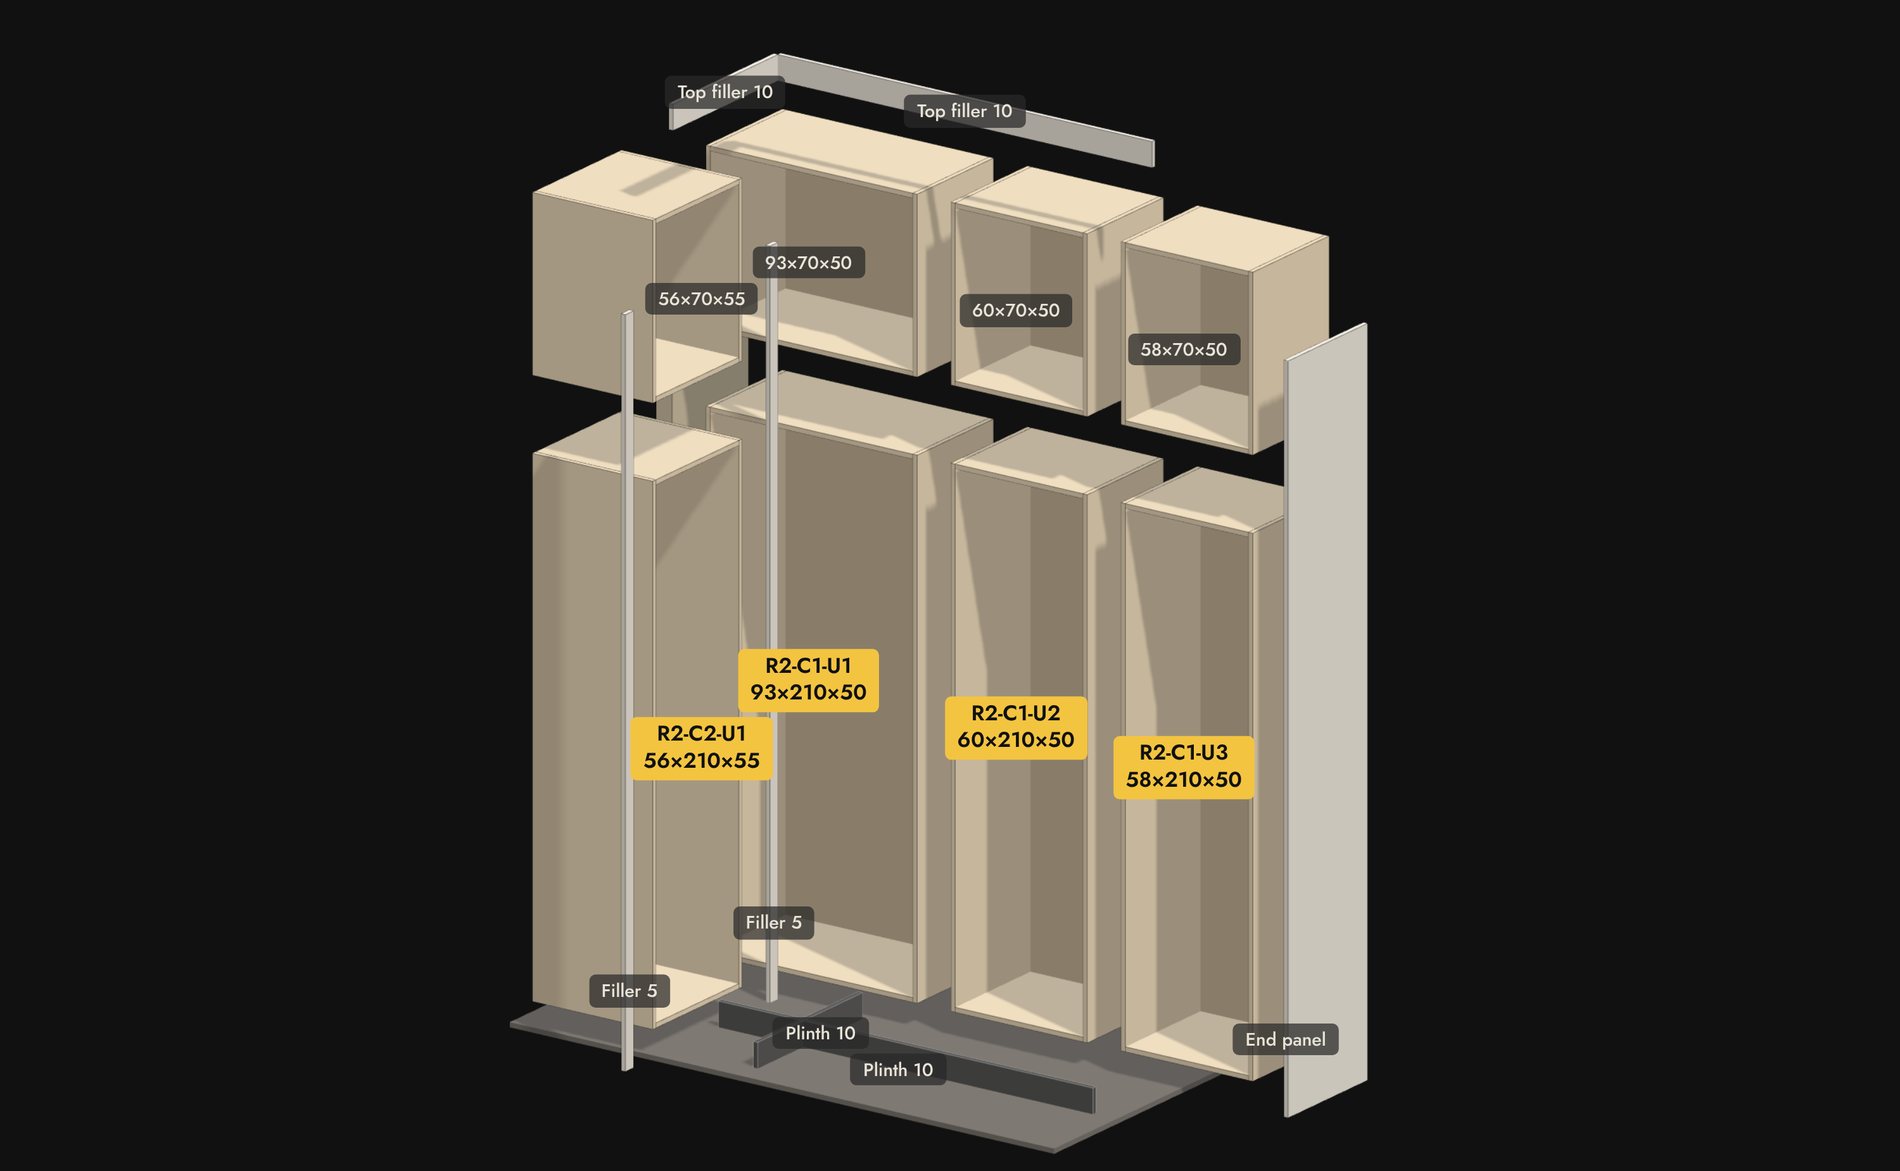 Top filler 10
Top filler 10
93×70×50
56×70×55
60×70×50
58×70×50
R2-C1-U1
93×210×50
R2-C2-U1
56×210×55
R2-C1-U2
60×210×50
R2-C1-U3
58×210×50
Filler 5
Filler 5
Plinth 10
End panel
Plinth 10